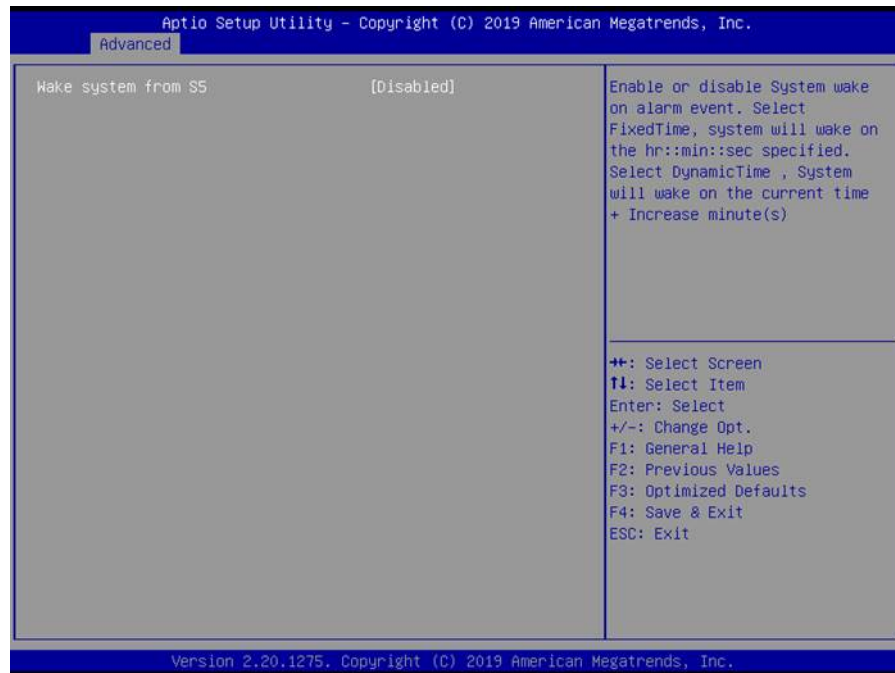 Aptio Setup Utility – Copyright (C) 2019 American Megatrends, Inc.
Advanced
Wake system from S5 [Disabled]
Enable or disable System wake
on alarm event. Select
FixedTime, system will wake on
the hr::min::sec specified.
Select DynamicTime , System
will wake on the current time
+ Increase minute(s)
→←: Select Screen
↑↓: Select Item
Enter: Select
+/-: Change Opt.
F1: General Help
F2: Previous Values
F3: Optimized Defaults
F4: Save & Exit
ESC: Exit
Version 2.20.1275. Copyright (C) 2019 American Megatrends, Inc.